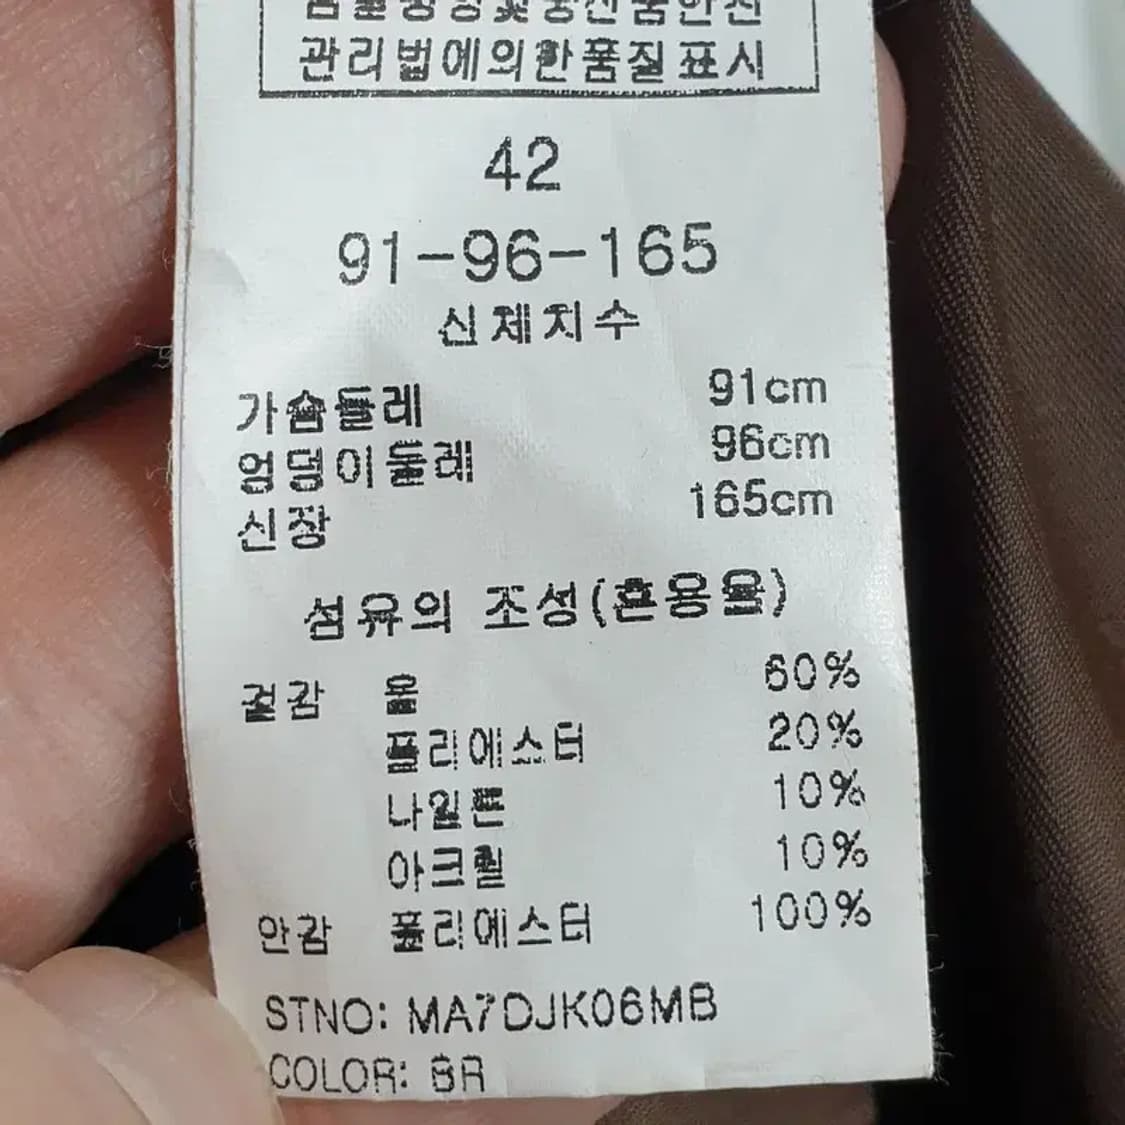 관리법에의한품질표시
42
91-96-165
신체치수
가슴둘레 91cm
엉덩이둘레 96cm
신장 165cm
섬유의 조성(혼용율)
겉감 울 60%
폴리에스터 20%
나일론 10%
아크릴 10%
안감 폴리에스터 100%
STNO: MA7DJK06MB
COLOR: BR